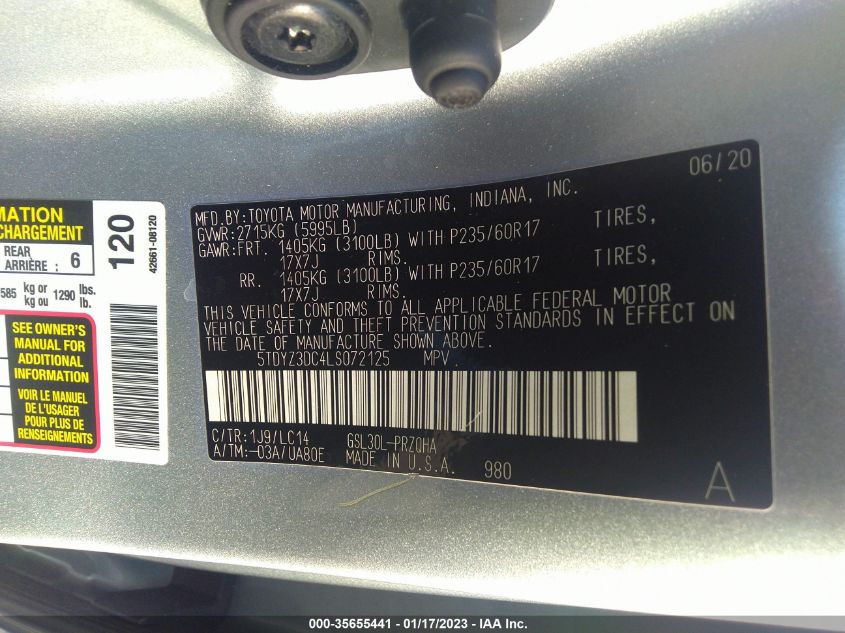 MATION
CHARGEMENT
REAR
ARRIÈRE : 6
585 kg or kg ou 1290 lbs. lb.
SEE OWNER'S
MANUAL FOR
ADDITIONAL
INFORMATION
VOIR LE MANUEL
DE L'USAGER
POUR PLUS DE
RENSEIGNEMENTS
120
42661-08120
06/20
MFD.BY:TOYOTA MOTOR MANUFACTURING, INDIANA, INC.
GVWR:2715KG (5995LB)
GAWR:FRT. 1405KG (3100LB) WITH P235/60R17 TIRES,
17X7J RIMS.
RR. 1405KG (3100LB) WITH P235/60R17 TIRES,
17X7J RIMS.
THIS VEHICLE CONFORMS TO ALL APPLICABLE FEDERAL MOTOR
VEHICLE SAFETY AND THEFT PREVENTION STANDARDS IN EFFECT ON
THE DATE OF MANUFACTURE SHOWN ABOVE.
5TDYZ3DC4LS072125 MPV.
C/TR:1J9/LC14 GSL30L-PRZQHA
A/TM:-03A/UA80E MADE IN U.S.A. 980
A
000-35655441 - 01/17/2023 - IAA Inc.